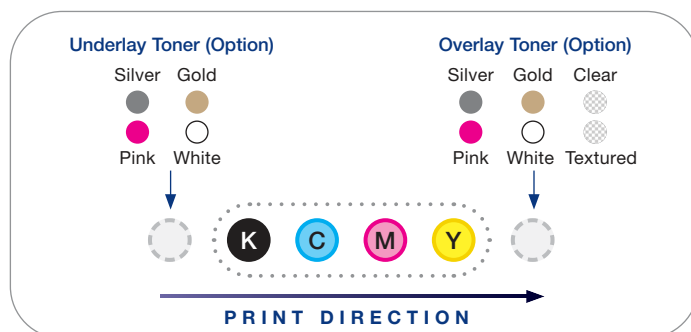 Underlay Toner (Option)
Overlay Toner (Option)
Silver Gold
Silver Gold Clear
Pink White
Pink White Textured
K C M Y
PRINT DIRECTION